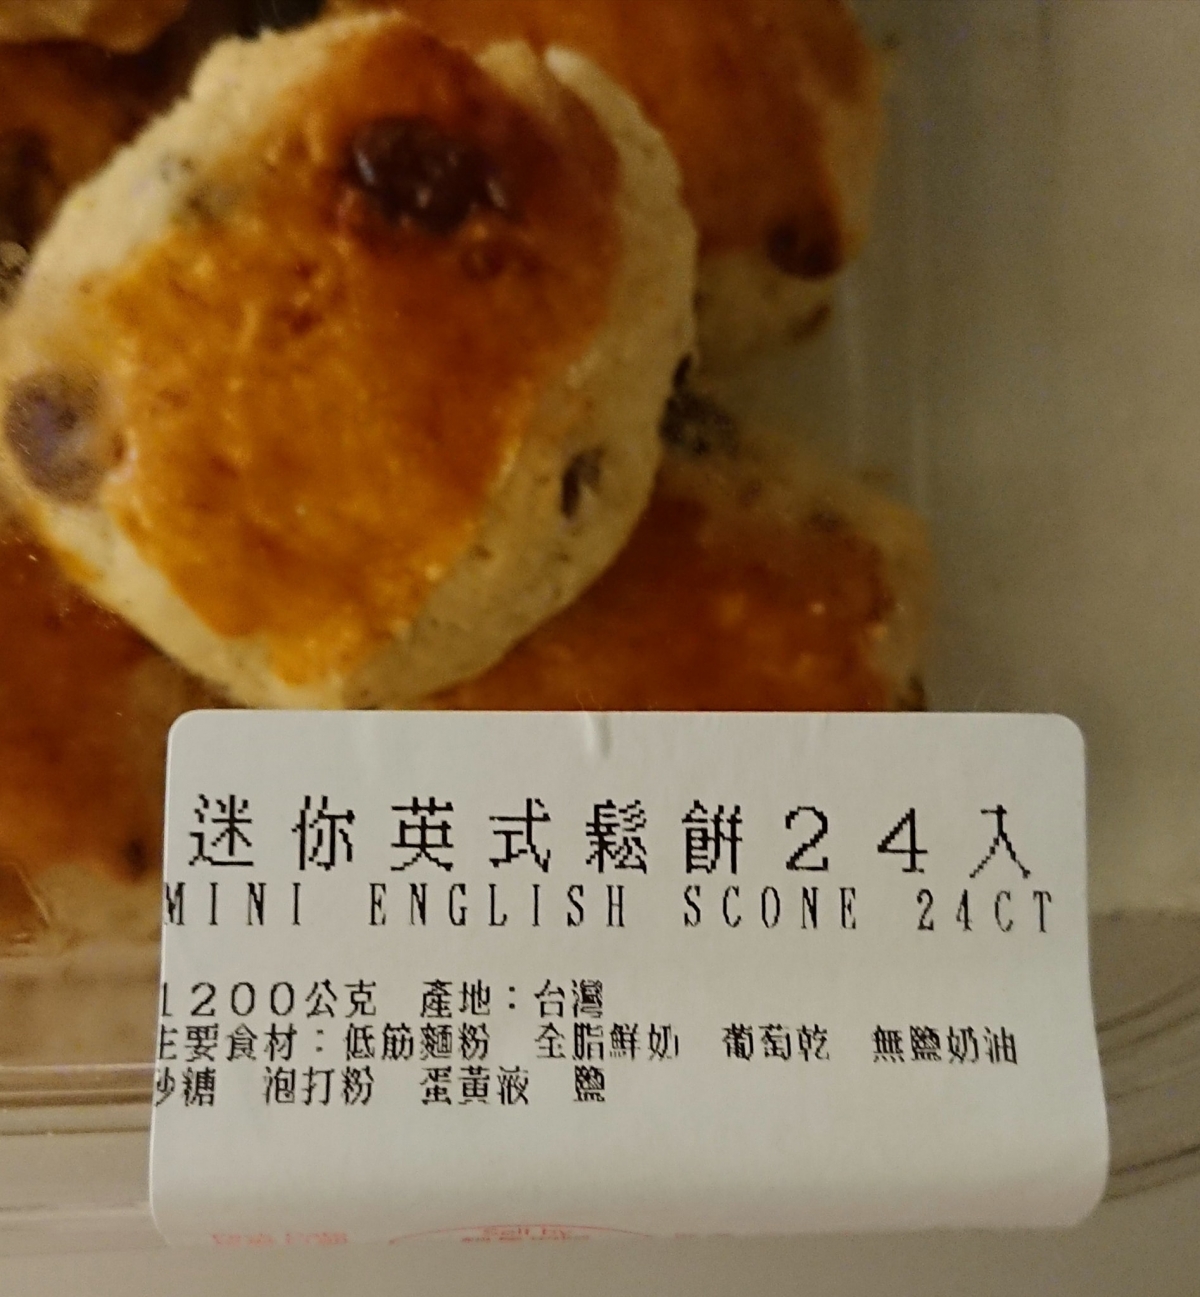 迷你英式鬆餅24入
MINI ENGLISH SCONE 24CT
1200公克 產地：台灣
主要食材：低筋麵粉 全脂鮮奶 葡萄乾 無鹽奶油
砂糖 泡打粉 蛋黃液 鹽
Sell by